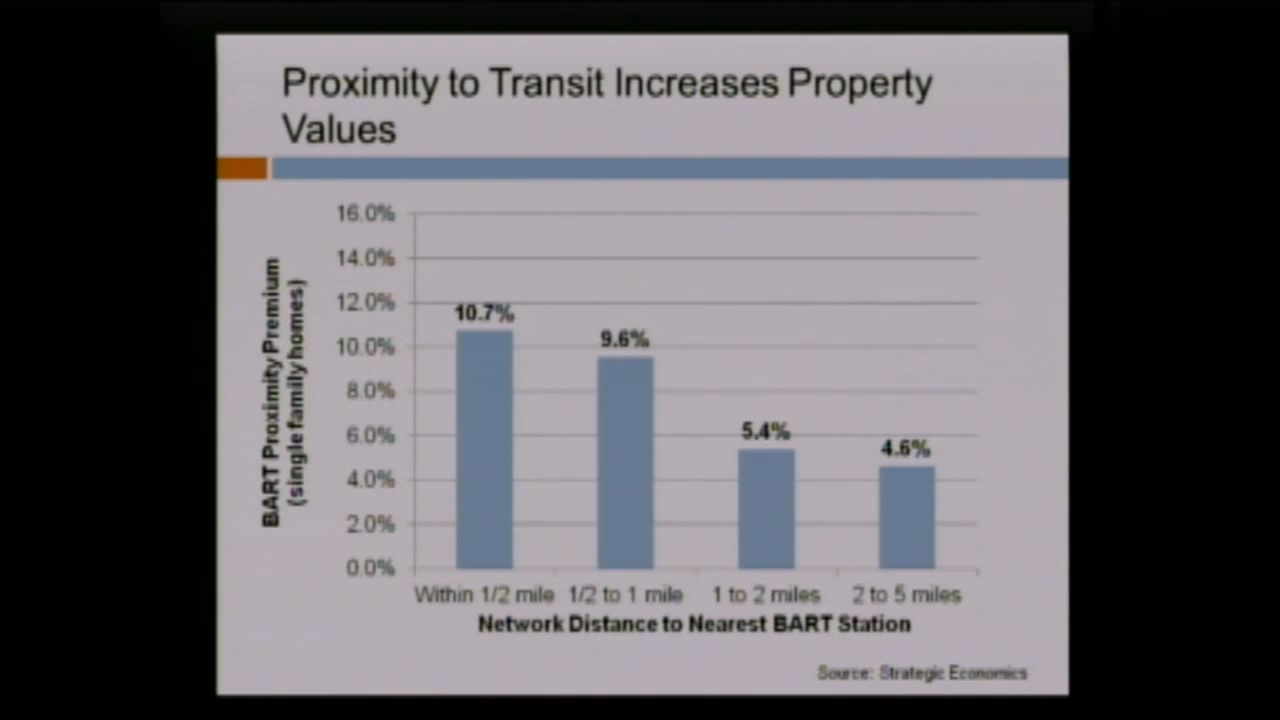 Proximity to Transit Increases Property
Values
16.0%
14.0%
12.0%
10.0%
8.0%
6.0%
4.0%
2.0%
0.0%
BART Proximity Premium
(single family homes)
10.7%
9.6%
5.4%
4.6%
Within 1/2 mile
1/2 to 1 mile
1 to 2 miles
2 to 5 miles
Network Distance to Nearest BART Station
Source: Strategic Economics